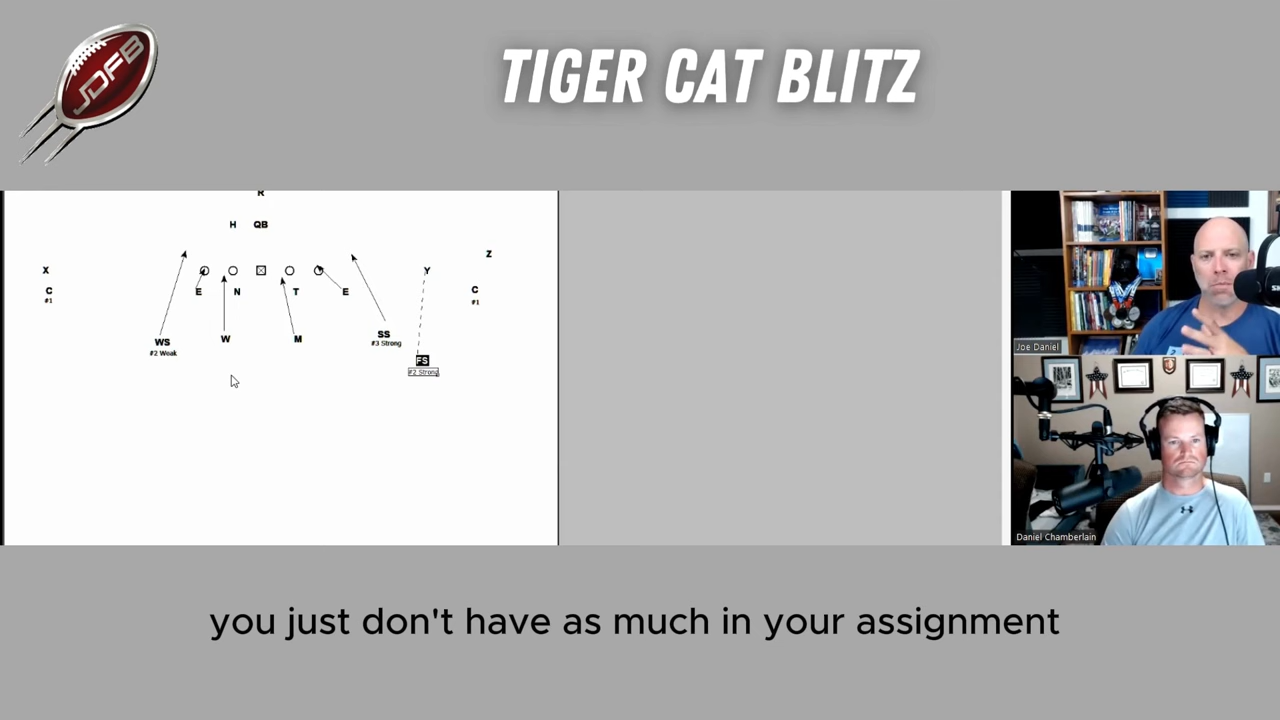 JDFB
TIGER CAT BLITZ
R
H QB
X Y Z
C E N T E C
#1 #1
WS W M SS
#2 Weak #3 Strong
FS
#2 Strong
Joe Daniel
Daniel Chamberlain
you just don't have as much in your assignment